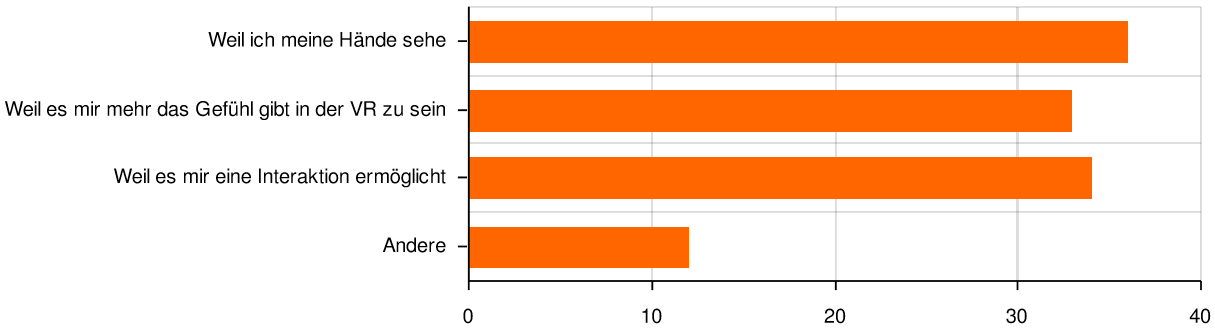 Weil ich meine Hände sehe
Weil es mir mehr das Gefühl gibt in der VR zu sein
Weil es mir eine Interaktion ermöglicht
Andere
0 10 20 30 40